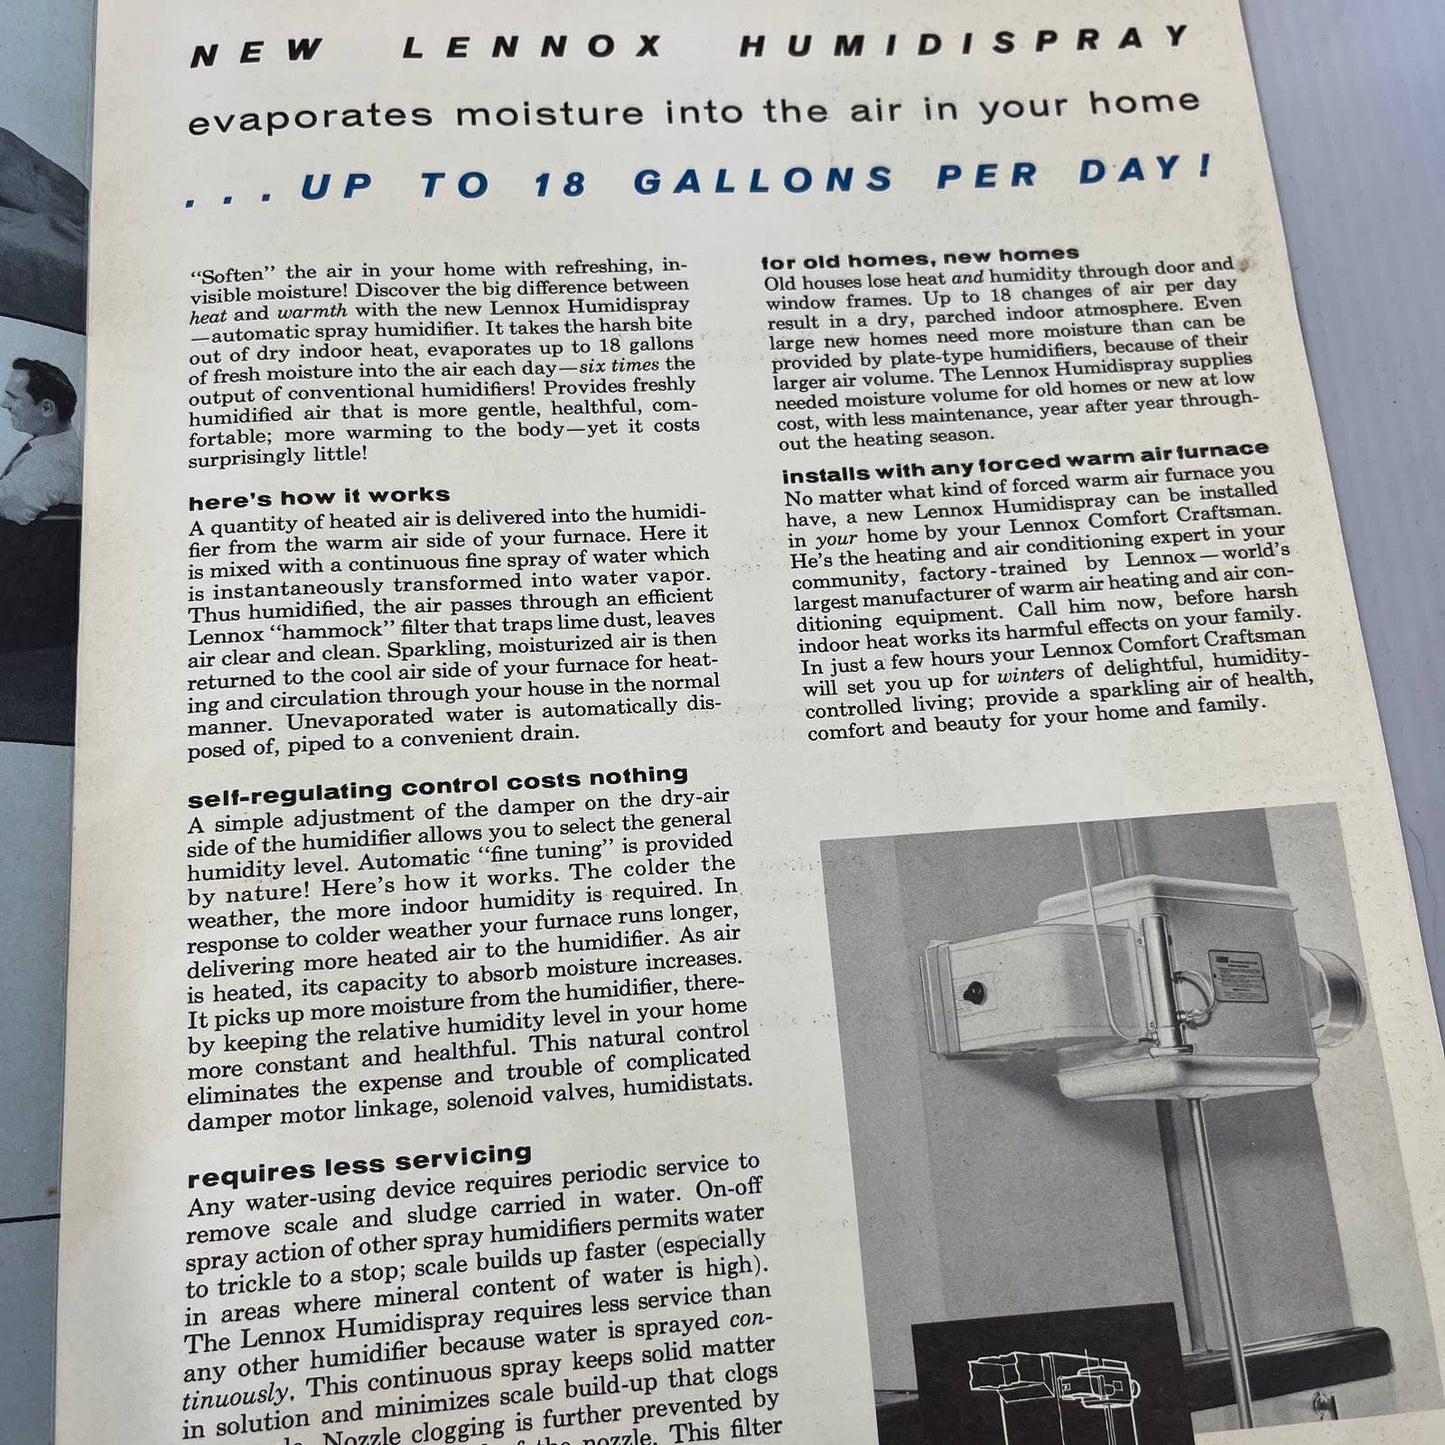 NEW LENNOX HUMIDISPRAY
evaporates moisture into the air in your home
...UP TO 18 GALLONS PER DAY!
“Soften” the air in your home with refreshing, in-
visible moisture! Discover the big difference between
heat and warmth with the new Lennox Humidispray
—automatic spray humidifier. It takes the harsh bite
out of dry indoor heat, evaporates up to 18 gallons
of fresh moisture into the air each day—six times the
output of conventional humidifiers! Provides freshly
humidified air that is more gentle, healthful, com-
fortable; more warming to the body—yet it costs
surprisingly little!
here’s how it works
A quantity of heated air is delivered into the humidi-
fier from the warm air side of your furnace. Here it
is mixed with a continuous fine spray of water which
is instantaneously transformed into water vapor.
Thus humidified, the air passes through an efficient
Lennox “hammock” filter that traps lime dust, leaves
air clear and clean. Sparkling, moisturized air is then
returned to the cool air side of your furnace for heat-
ing and circulation through your house in the normal
manner. Unevaporated water is automatically dis-
posed of, piped to a convenient drain.
self-regulating control costs nothing
A simple adjustment of the damper on the dry-air
side of the humidifier allows you to select the general
humidity level. Automatic “fine tuning” is provided
by nature! Here’s how it works. The colder the
weather, the more indoor humidity is required. In
response to colder weather your furnace runs longer,
delivering more heated air to the humidifier. As air
is heated, its capacity to absorb moisture increases.
It picks up more moisture from the humidifier, there-
by keeping the relative humidity level in your home
more constant and healthful. This natural control
eliminates the expense and trouble of complicated
damper motor linkage, solenoid valves, humidistats.
requires less servicing
Any water-using device requires periodic service to
remove scale and sludge carried in water. On-off
spray action of other spray humidifiers permits water
to trickle to a stop; scale builds up faster (especially
in areas where mineral content of water is high).
The Lennox Humidispray requires less service than
any other humidifier because water is sprayed con-
tinuously. This continuous spray keeps solid matter
in solution and minimizes scale build-up that clogs
Nozzle clogging is further prevented by
the nozzle. This filter
for old homes, new homes
Old houses lose heat and humidity through door and
window frames. Up to 18 changes of air per day
result in a dry, parched indoor atmosphere. Even
large new homes need more moisture than can be
provided by plate-type humidifiers, because of their
larger air volume. The Lennox Humidispray supplies
needed moisture volume for old homes or new at low
cost, with less maintenance, year after year through-
out the heating season.
installs with any forced warm air furnace
No matter what kind of forced warm air furnace you
have, a new Lennox Humidispray can be installed
in your home by your Lennox Comfort Craftsman.
He’s the heating and air conditioning expert in your
community, factory-trained by Lennox—world’s
largest manufacturer of warm air heating and air con-
ditioning equipment. Call him now, before harsh
indoor heat works its harmful effects on your family.
In just a few hours your Lennox Comfort Craftsman
will set you up for winters of delightful, humidity-
controlled living; provide a sparkling air of health,
comfort and beauty for your home and family.